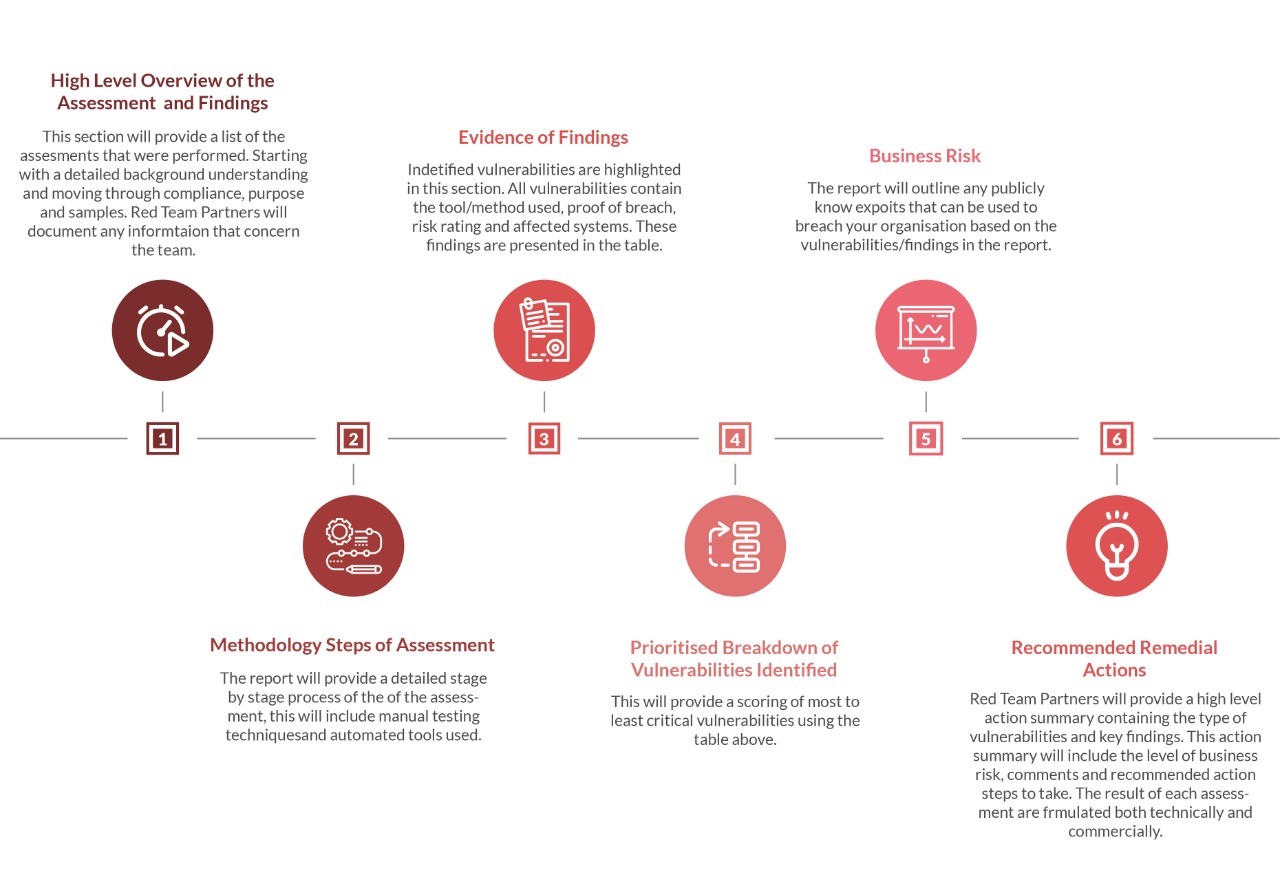 High Level Overview of the
Assessment and Findings
This section will provide a list of the
assesments that were performed. Starting
with a detailed background understanding
and moving through compliance, purpose
and samples. Red Team Partners will
document any informtaion that concern
the team.
1
2
Methodology Steps of Assessment
The report will provide a detailed stage
by stage process of the of the assess-
ment, this will include manual testing
techniquesand automated tools used.
Evidence of Findings
Indetified vulnerabilities are highlighted
in this section. All vulnerabilities contain
the tool/method used, proof of breach,
risk rating and affected systems. These
findings are presented in the table.
3
4
Prioritised Breakdown of
Vulnerabilities Identified
This will provide a scoring of most to
least critical vulnerabilities using the
table above.
Business Risk
The report will outline any publicly
know expoits that can be used to
breach your organisation based on the
vulnerabilities/findings in the report.
5
6
Recommended Remedial
Actions
Red Team Partners will provide a high level
action summary containing the type of
vulnerabilities and key findings. This action
summary will include the level of business
risk, comments and recommended action
steps to take. The result of each assess-
ment are frmulated both technically and
commercially.